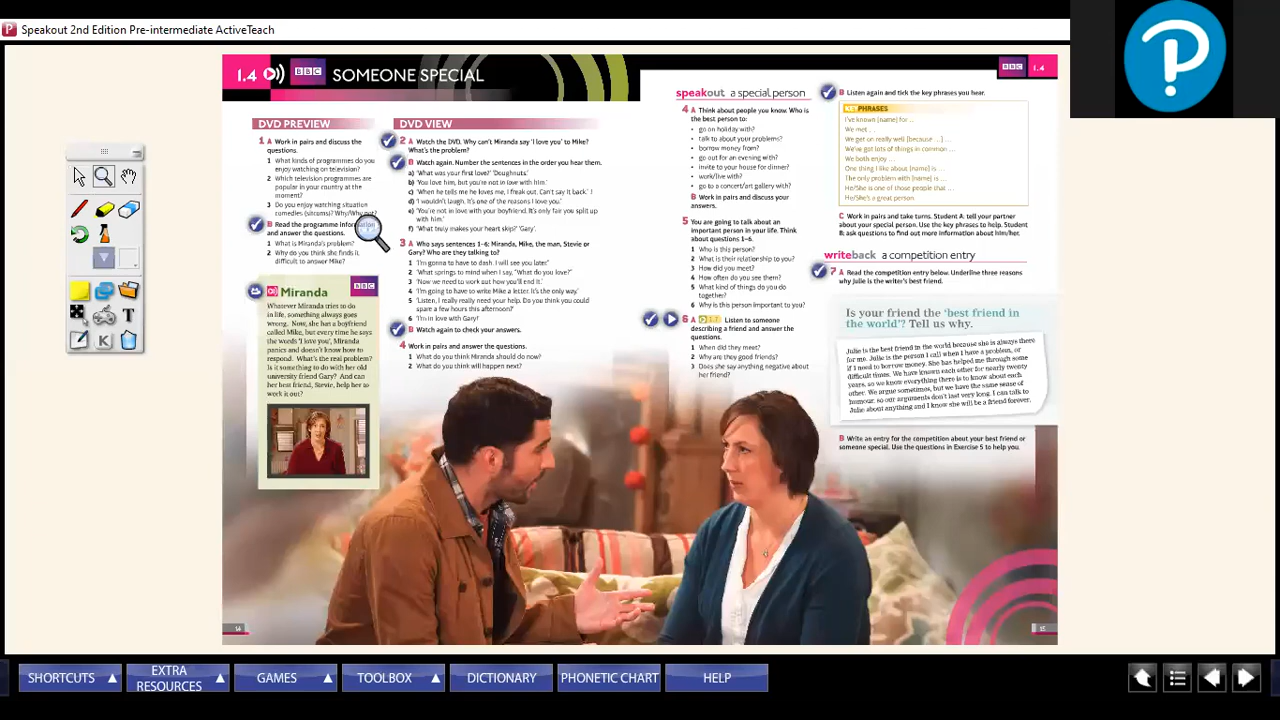 Speakout 2nd Edition Pre-intermediate ActiveTeach
1.4
BBC
SOMEONE SPECIAL
DVD PREVIEW
1 A Work in pairs and discuss the
questions.
1 What kinds of programmes do you
enjoy watching on television?
2 Which television programmes are
popular in your country at the
moment?
3 Do you enjoy watching situation
comedies (sitcoms)? Why/Why not?
B Read the programme information
and answer the questions.
1 What is Miranda's problem?
2 Why do you think she finds it
difficult to answer Mike?
BBC
Miranda
Whatever Miranda tries to do
in life, something always goes
wrong. Now, she has a boyfriend
called Mike, but every time he says
the words 'I love you', Miranda
panics and doesn't know how to
respond. What's the real problem?
Is it something to do with her old
university friend Gary? And can
her best friend, Stevie, help her to
work it out?
14
DVD VIEW
2 A Watch the DVD. Why can't Miranda say 'I love you' to Mike?
What's the problem?
B Watch again. Number the sentences in the order you hear them.
a) 'What was your first love?' 'Doughnuts.'
b) 'You love him, but you're not in love with him.'
c) 'When he tells me he loves me, I freak out. Can't say it back.' 1
d) 'I wouldn't laugh. It's one of the reasons I love you.'
e) 'You're not in love with your boyfriend. It's only fair you split up
with him.'
f) 'What truly makes your heart skip?' 'Gary'.
3 A Who says sentences 1–6: Miranda, Mike, the man, Stevie or
Gary? Who are they talking to?
1 'I'm gonna to have to dash. I will see you later.'
2 'What springs to mind when I say, "What do you love?"
3 'Now we need to work out how you'll end it.'
4 'I'm going to have so write Mike a letter. It's the only way.'
5 'Listen, I really really need your help. Do you think you could
spare a few hours this afternoon?'
6 'I'm in love with Gary!'
B Watch again to check your answers.
4 Work in pairs and answer the questions.
1 What do you think Miranda should do now?
2 What do you think will happen next?
speakout a special person
4 A Think about people you know. Who is
the best person to:
• go on holiday with?
• talk to about your problems?
• borrow money from?
• go out for an evening with?
• invite to your house for dinner?
• work/live with?
• go to a concert/art gallery with?
B Work in pairs and discuss your
answers.
5 You are going to talk about an
important person in your life. Think
about questions 1–6.
1 Who is this person?
2 What is their relationship to you?
3 How did you meet?
4 How often do you see them?
5 What kind of things do you do
together?
6 Why is this person important to you?
6 A 1.7 Listen to someone
describing a friend and answer the
questions.
1 When did they meet?
2 Why are they good friends?
3 Does she say anything negative about
her friend?
BBC 1.4
B Listen again and tick the key phrases you hear.
KEY PHRASES
I've known [name] for ...
We met ...
We get on really well [because ... ] ...
We've got lots of things in common ...
We both enjoy ...
One thing I like about [name] is ...
The only problem with [name] is ...
He/She is one of those people that ...
He/She's a great person
C Work in pairs and take turns. Student A: tell your partner
about your special person. Use the key phrases to help. Student
B: ask questions to find out more information about him/her.
writeback a competition entry
7 A Read the competition entry below. Underline three reasons
why Julie is the writer's best friend.
Is your friend the 'best friend in
the world'? Tell us why.
Julie is the best friend in the world because she is always there
for me. Julie is the person I call when I have a problem, or
if I need to borrow money. She has helped me through some
difficult times. We have known each other for nearly twenty
years, so we know everything there is to know about each
other. We argue sometimes, but we have the same sense of
humour, so our arguments don't last very long. I can talk to
Julie about anything and I know she will be a friend forever.
B Write an entry for the competition about your best friend or
someone special. Use the questions in Exercise 5 to help you.
15
SHORTCUTS
EXTRA
RESOURCES
GAMES
TOOLBOX
DICTIONARY
PHONETIC CHART
HELP